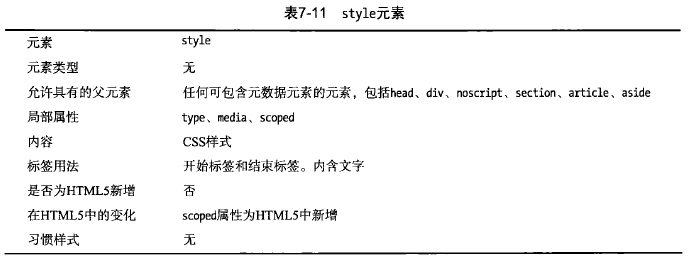 表7-11 style元素
元素 style
元素类型 无
允许具有的父元素 任何可包含元数据元素的元素，包括head、div、noscript、section、article、aside
局部属性 type、media、scoped
内容 CSS样式
标签用法 开始标签和结束标签。内含文字
是否为HTML5新增 否
在HTML5中的变化 scoped属性为HTML5中新增
习惯样式 无